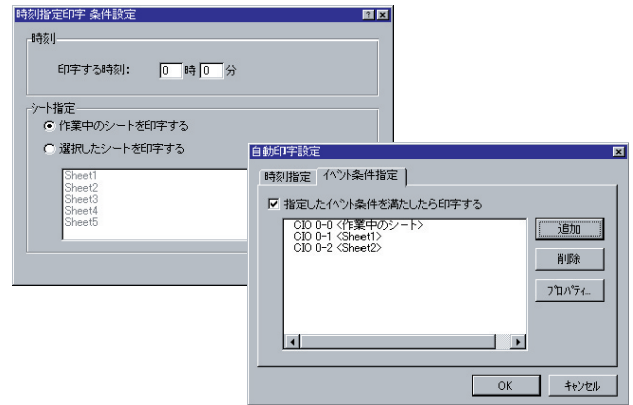 時刻指定印字 条件設定
時刻
印字する時刻: 0 時 0 分
シート指定
作業中のシートを印字する
選択したシートを印字する
Sheet1
Sheet2
Sheet3
Sheet4
Sheet5
自動印字設定
時刻指定 イベント条件指定
指定したイベント条件を満たしたら印字する
CIO 0-0 <作業中のシート>
CIO 0-1 <Sheet1>
CIO 0-2 <Sheet2>
追加
削除
プロパティ...
OK キャンセル